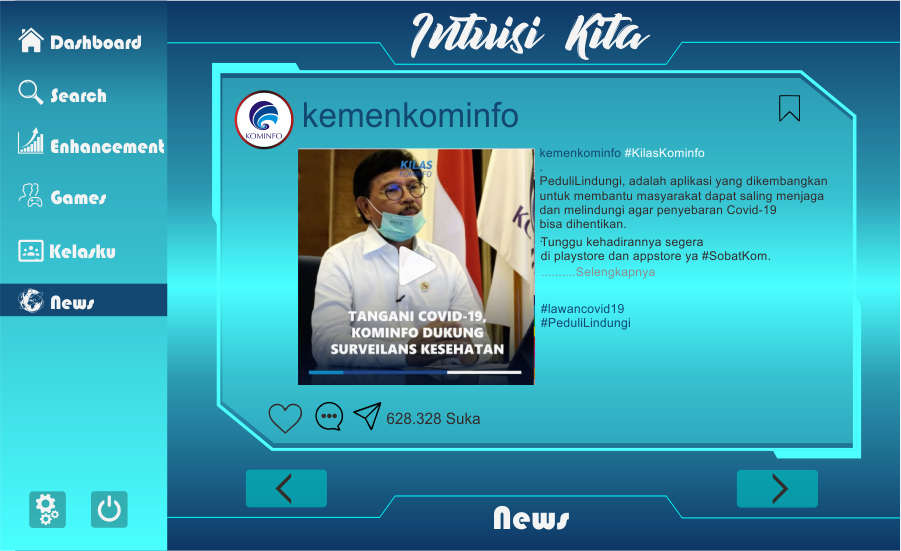 Intuisi Kita
Dashboard
Search
Enhancement
Games
Kelasku
News
KOMINFO
kemenkominfo
KILAS
KOMINFO
TANGANI COVID-19,
KOMINFO DUKUNG
SURVEILANS KESEHATAN
kemenkominfo #KilasKominfo
.
PeduliLindungi, adalah aplikasi yang dikembangkan
untuk membantu masyarakat dapat saling menjaga
dan melindungi agar penyebaran Covid-19
bisa dihentikan.
Tunggu kehadirannya segera
di playstore dan appstore ya #SobatKom.
..........Selengkapnya
#lawancovid19
#PeduliLindungi
628.328 Suka
News